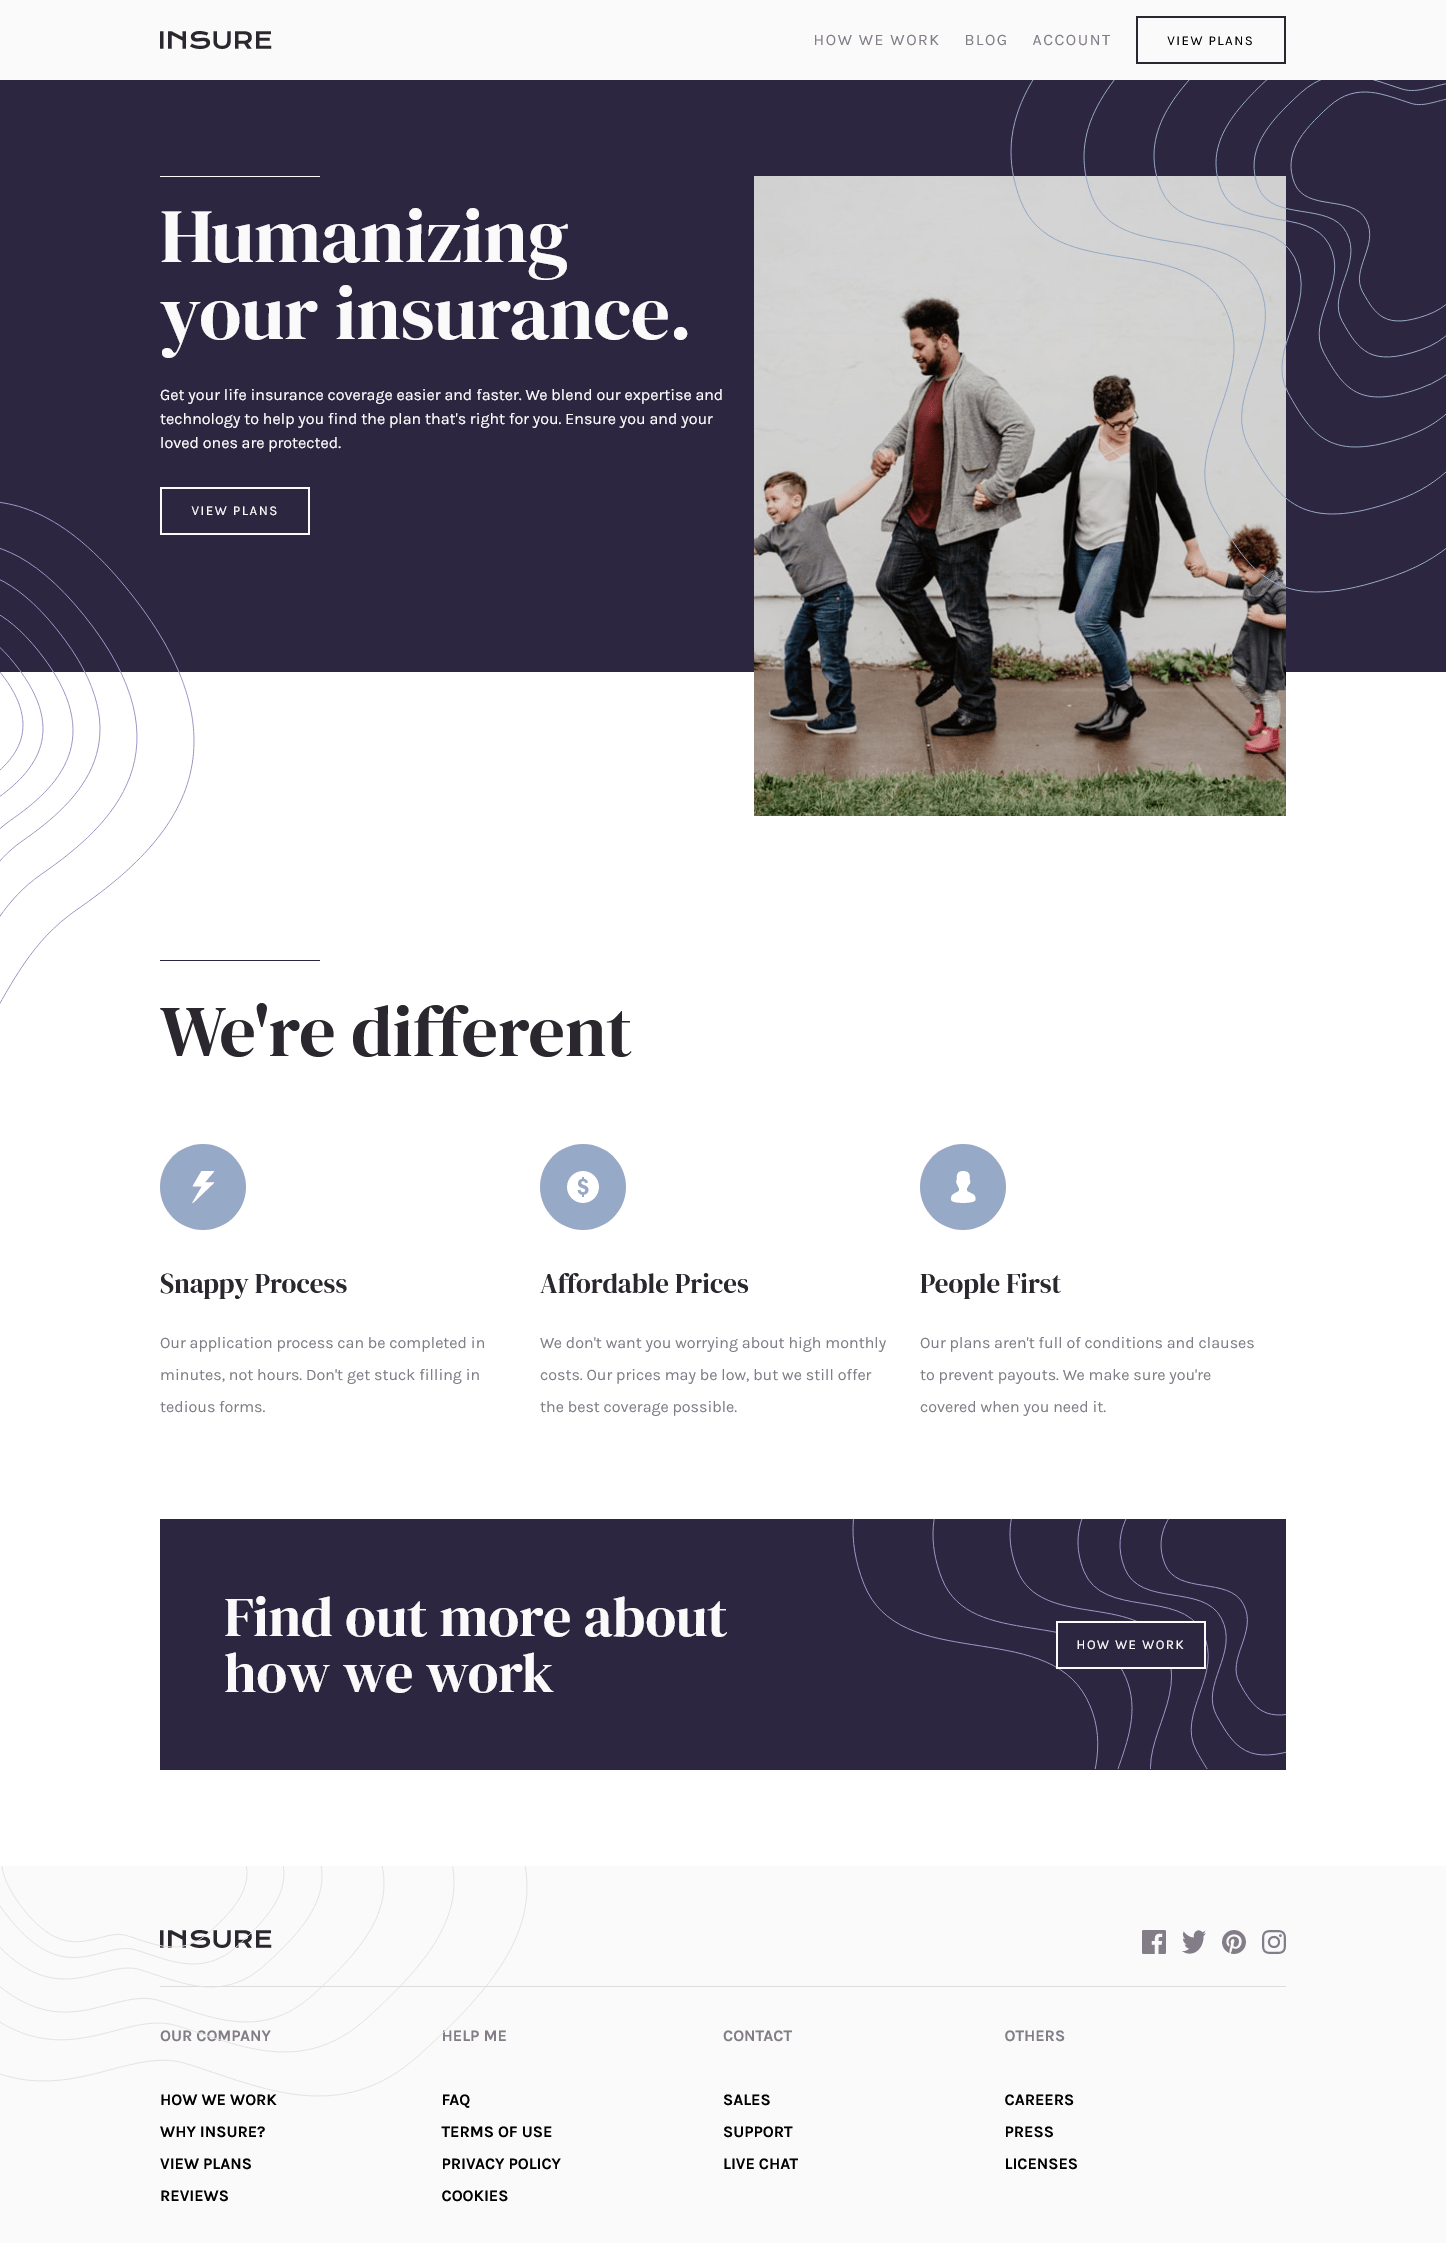 INSURE
HOW WE WORK BLOG ACCOUNT VIEW PLANS
Humanizing
your insurance.
Get your life insurance coverage easier and faster. We blend our expertise and
technology to help you find the plan that's right for you. Ensure you and your
loved ones are protected.
VIEW PLANS
We're different
Snappy Process
Our application process can be completed in
minutes, not hours. Don't get stuck filling in
tedious forms.
Affordable Prices
We don't want you worrying about high monthly
costs. Our prices may be low, but we still offer
the best coverage possible.
People First
Our plans aren't full of conditions and clauses
to prevent payouts. We make sure you're
covered when you need it.
Find out more about
how we work
HOW WE WORK
INSURE
OUR COMPANY
HOW WE WORK
WHY INSURE?
VIEW PLANS
REVIEWS
HELP ME
FAQ
TERMS OF USE
PRIVACY POLICY
COOKIES
CONTACT
SALES
SUPPORT
LIVE CHAT
OTHERS
CAREERS
PRESS
LICENSES